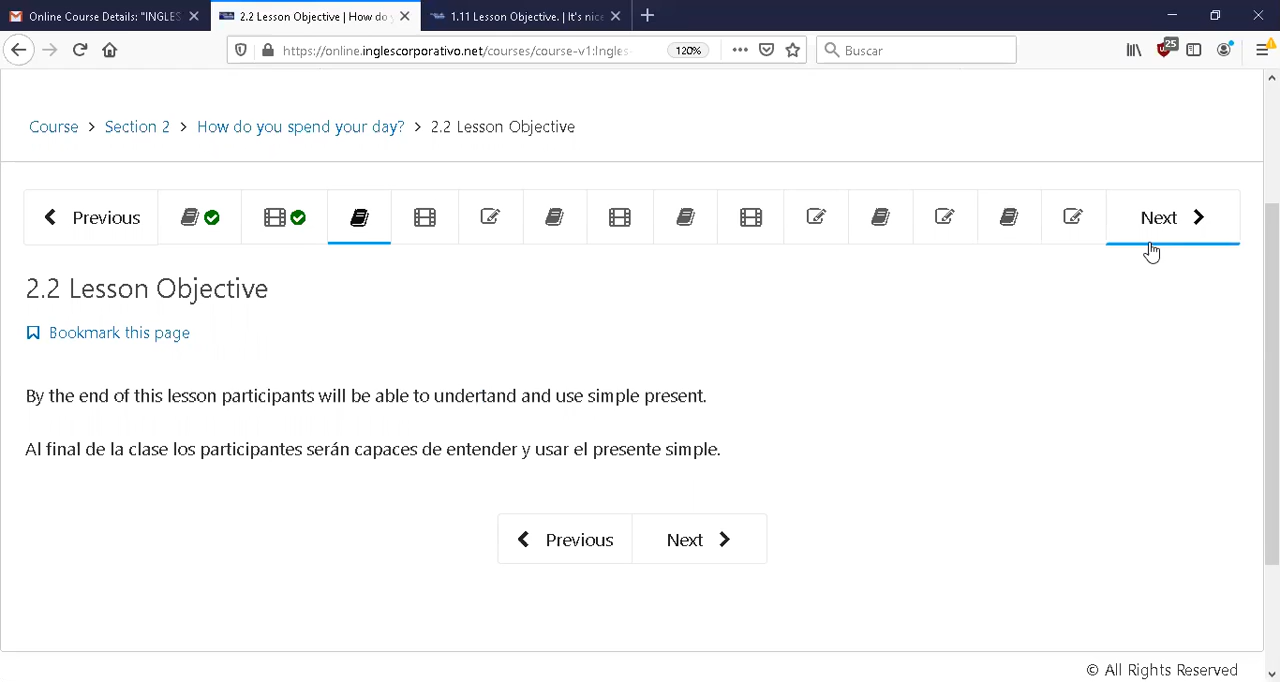 Online Course Details: "INGLES
2.2 Lesson Objective | How do y
1.11 Lesson Objective. | It's nice
https://online.inglescorporativo.net/courses/course-v1:Ingles
120%
Buscar
25
Course > Section 2 > How do you spend your day? > 2.2 Lesson Objective
Previous
Next
2.2 Lesson Objective
Bookmark this page
By the end of this lesson participants will be able to undertand and use simple present.
Al final de la clase los participantes serán capaces de entender y usar el presente simple.
Previous
Next
© All Rights Reserved